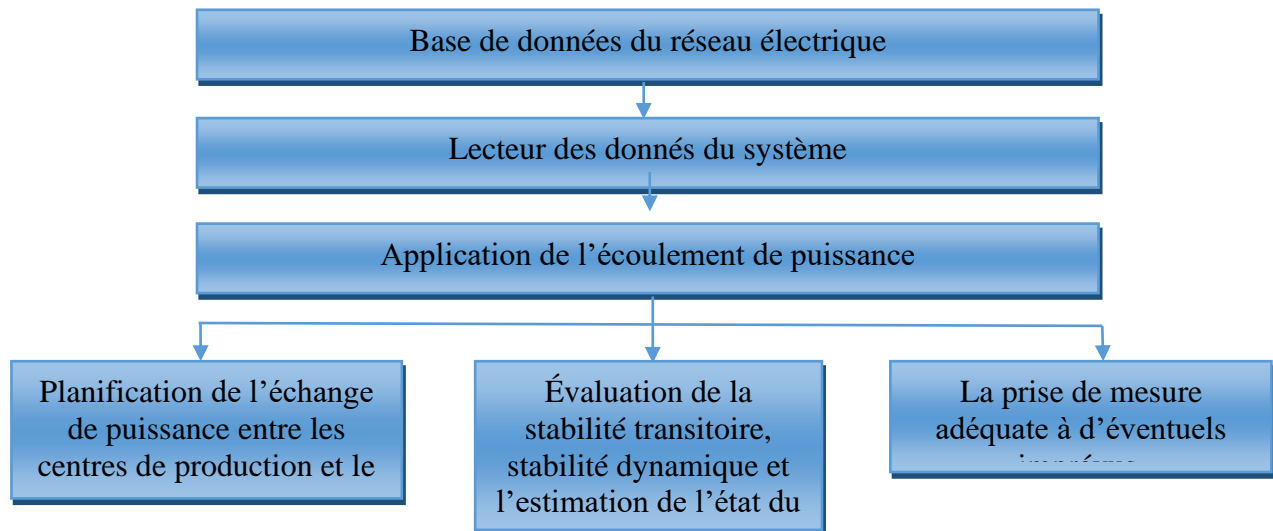 Base de données du réseau électrique
Lecteur des donnés du système
Application de l’écoulement de puissance
Planification de l’échange
de puissance entre les
centres de production et le
Évaluation de la
stabilité transitoire,
stabilité dynamique et
l’estimation de l’état du
La prise de mesure
adéquate à d’éventuels